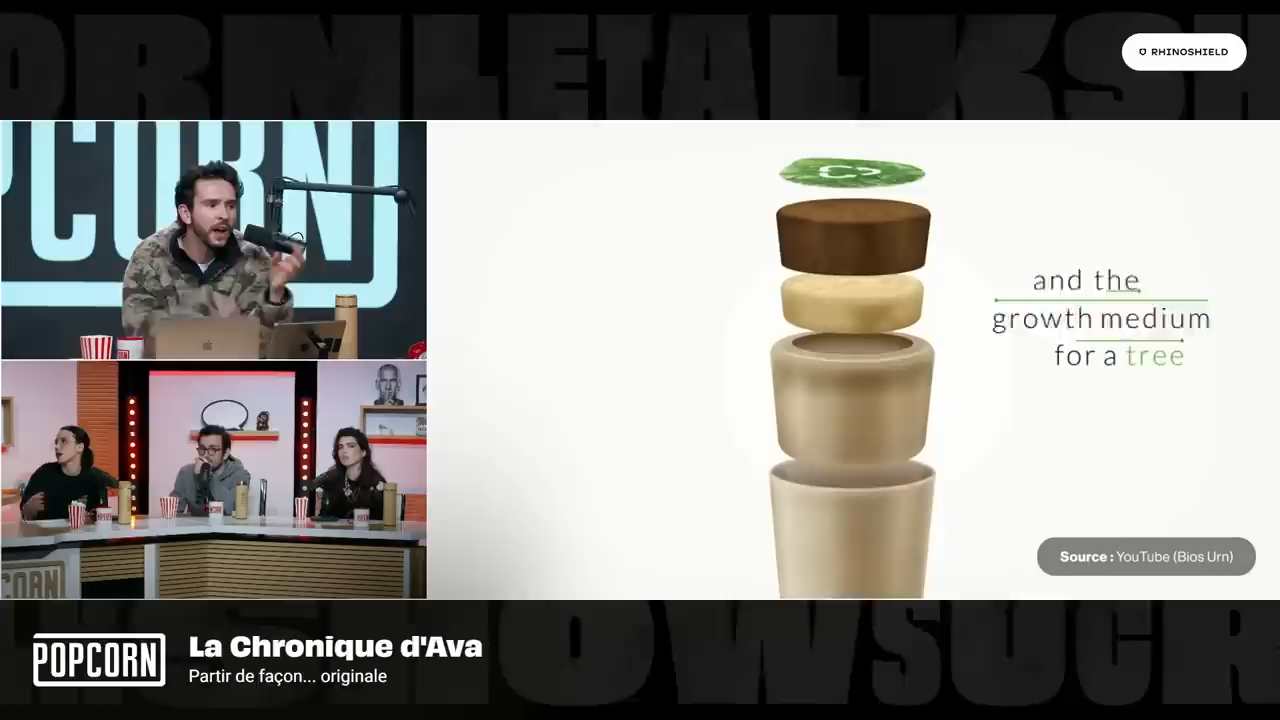 RHINOSHIELD
POPCORN
and the
growth medium
for a tree
Source : YouTube (Bios Urn)
POPCORN
La Chronique d'Ava
Partir de façon... originale